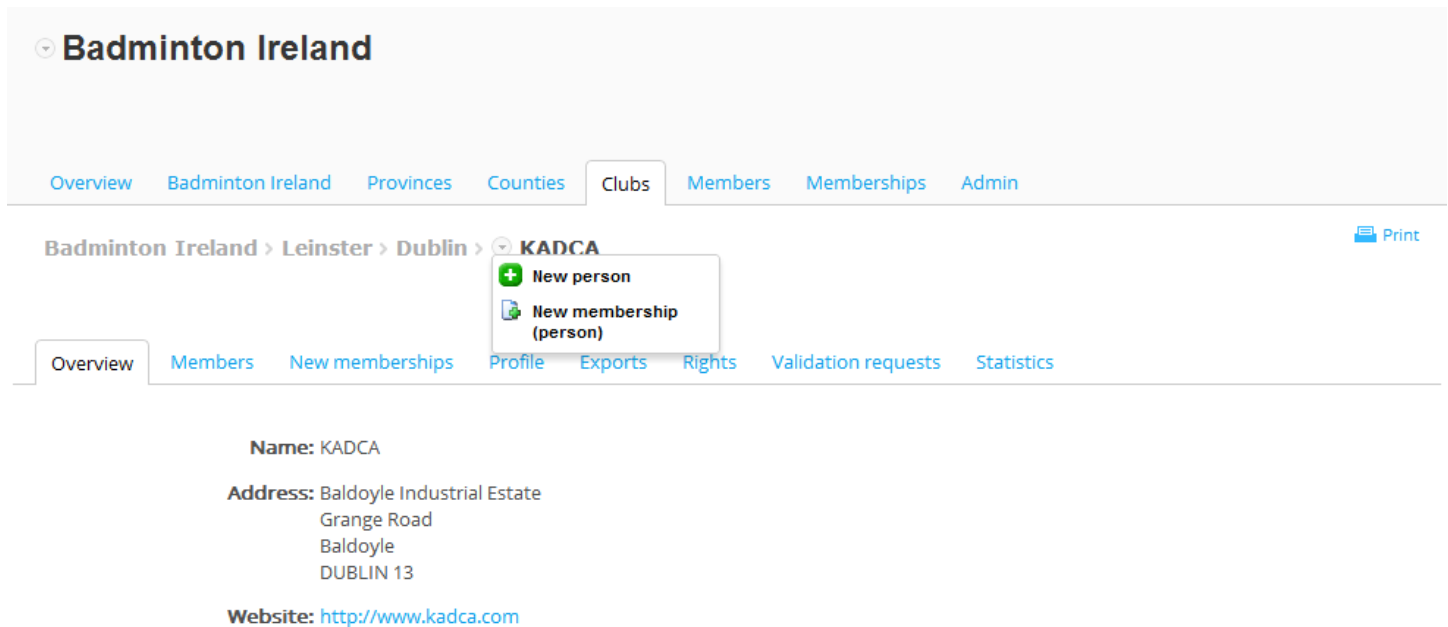 Badminton Ireland
Overview Badminton Ireland Provinces Counties Clubs Members Memberships Admin
Badminton Ireland > Leinster > Dublin > KADCA
Print
New person
New membership
(person)
Overview Members New memberships Profile Exports Rights Validation requests Statistics
Name: KADCA
Address: Baldoyle Industrial Estate
Grange Road
Baldoyle
DUBLIN 13
Website: http://www.kadca.com